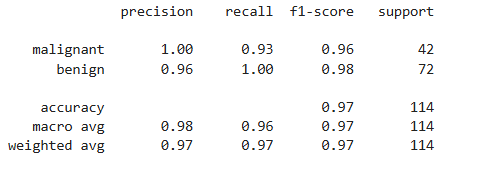 precision recall f1-score support
malignant 1.00 0.93 0.96 42
benign 0.96 1.00 0.98 72
accuracy 0.97 114
macro avg 0.98 0.96 0.97 114
weighted avg 0.97 0.97 0.97 114